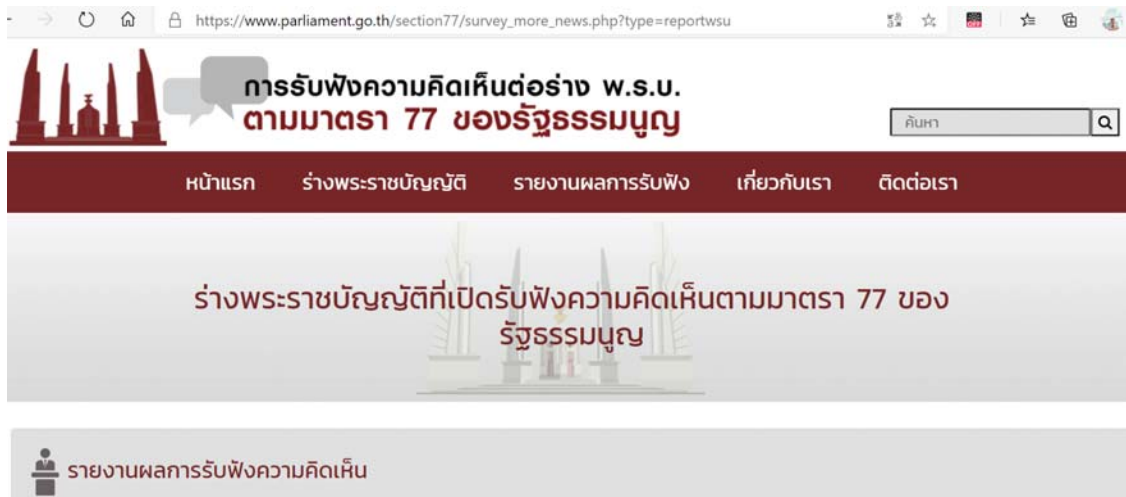 https://www.parliament.go.th/section77/survey_more_news.php?type=reportwsu
OFF
การรับฟังความคิดเห็นต่อร่าง พ.ร.บ.
ตามมาตรา 77 ของรัฐธรรมนูญ
ค้นหา
หน้าแรก ร่างพระราชบัญญัติ รายงานผลการรับฟัง เกี่ยวกับเรา ติดต่อเรา
ร่างพระราชบัญญัติที่เปิดรับฟังความคิดเห็นตามมาตรา 77 ของ
รัฐธรรมนูญ
รายงานผลการรับฟังความคิดเห็น